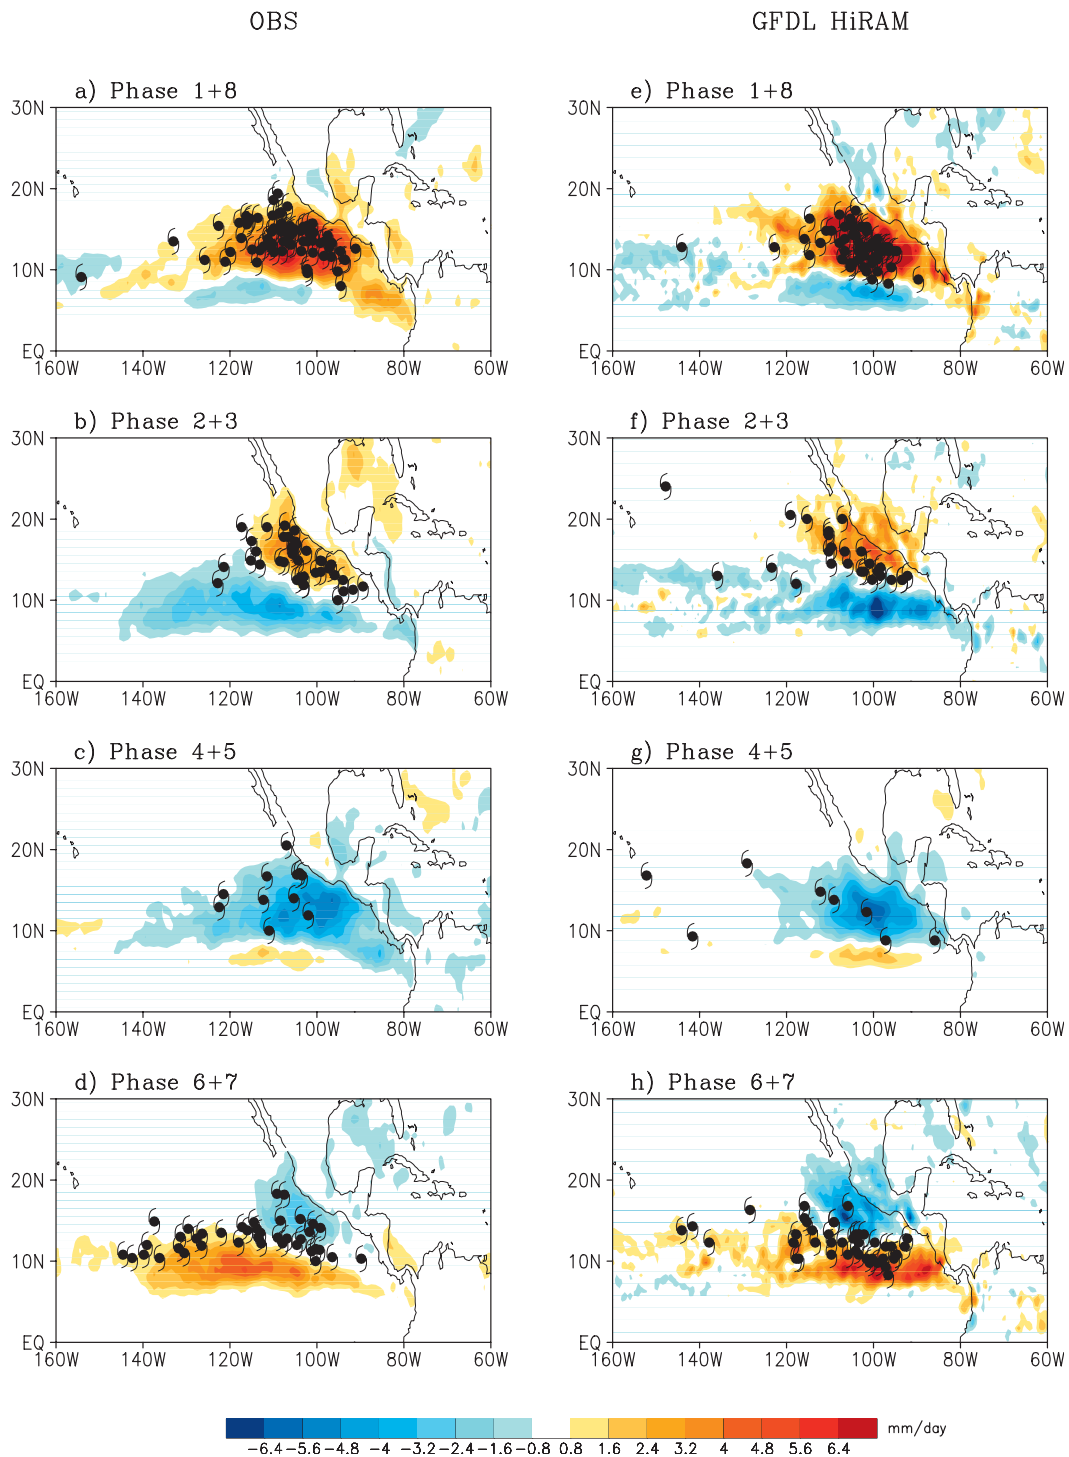 OBS
GFDL HiRAM
a) Phase 1+8
e) Phase 1+8
30N
20N
10N
EQ
160W 140W 120W 100W 80W 60W
30N
20N
10N
EQ
160W 140W 120W 100W 80W 60W
b) Phase 2+3
f) Phase 2+3
30N
20N
10N
EQ
160W 140W 120W 100W 80W 60W
30N
20N
10N
EQ
160W 140W 120W 100W 80W 60W
c) Phase 4+5
g) Phase 4+5
30N
20N
10N
EQ
160W 140W 120W 100W 80W 60W
30N
20N
10N
EQ
160W 140W 120W 100W 80W 60W
d) Phase 6+7
h) Phase 6+7
30N
20N
10N
EQ
160W 140W 120W 100W 80W 60W
30N
20N
10N
EQ
160W 140W 120W 100W 80W 60W
mm/day
-6.4 -5.6 -4.8 -4 -3.2 -2.4 -1.6 -0.8 0.8 1.6 2.4 3.2 4 4.8 5.6 6.4